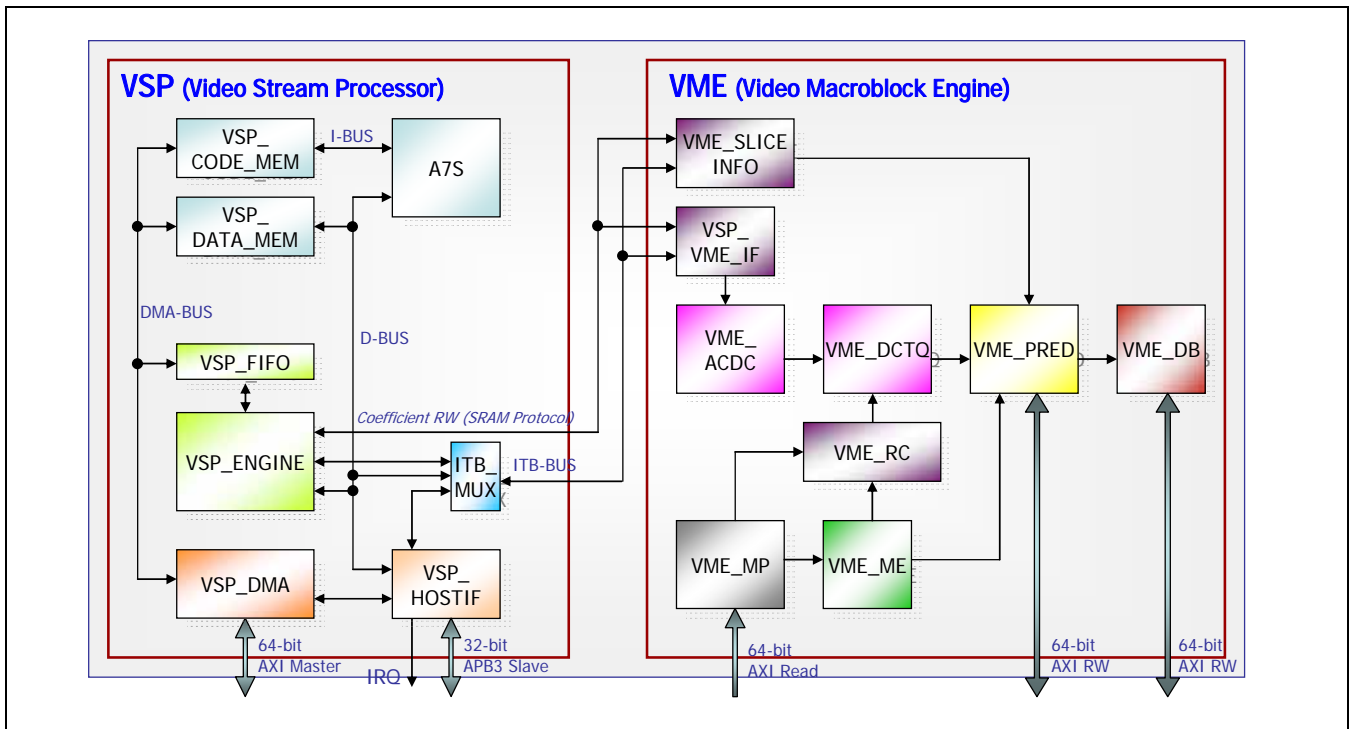 VSP (Video Stream Processor)
VSP_
CODE_MEM
I-BUS
A7S
VSP_
DATA_MEM
DMA-BUS
D-BUS
VSP_FIFO
Coefficient RW (SRAM Protocol)
VSP_ENGINE
ITB_
MUX
ITB-BUS
VSP_DMA
VSP_
HOSTIF
64-bit
AXI Master
IRQ
32-bit
APB3 Slave
VME (Video Macroblock Engine)
VME_SLICE
INFO
VSP_
VME_IF
VME_
ACDC
VME_DCTQ
VME_PRED
VME_DB
VME_RC
VME_MP
VME_ME
64-bit
AXI Read
64-bit
AXI RW
64-bit
AXI RW